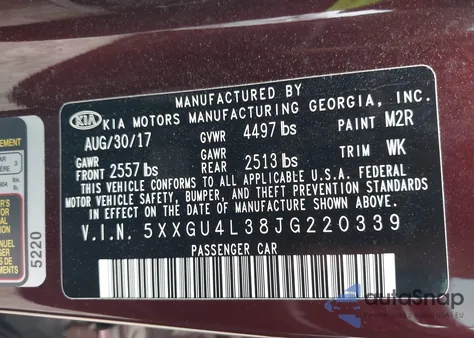 MANUFACTURED BY
KIA KIA MOTORS MANUFACTURING GEORGIA, INC.
AUG/30/17 GVWR 4497 lbs PAINT M2R
GAWR FRONT 2557 lbs GAWR REAR 2513 lbs TRIM WK
THIS VEHICLE CONFORMS TO ALL APPLICABLE U.S.A. FEDERAL
MOTOR VEHICLE SAFETY, BUMPER, AND THEFT PREVENTION STANDARDS
IN EFFECT ON THE DATE OF MANUFACTURE SHOWN ABOVE.
V.I.N. 5XXGU4L38JG220339
PASSENGER CAR
5220
AR 3
autoSnap